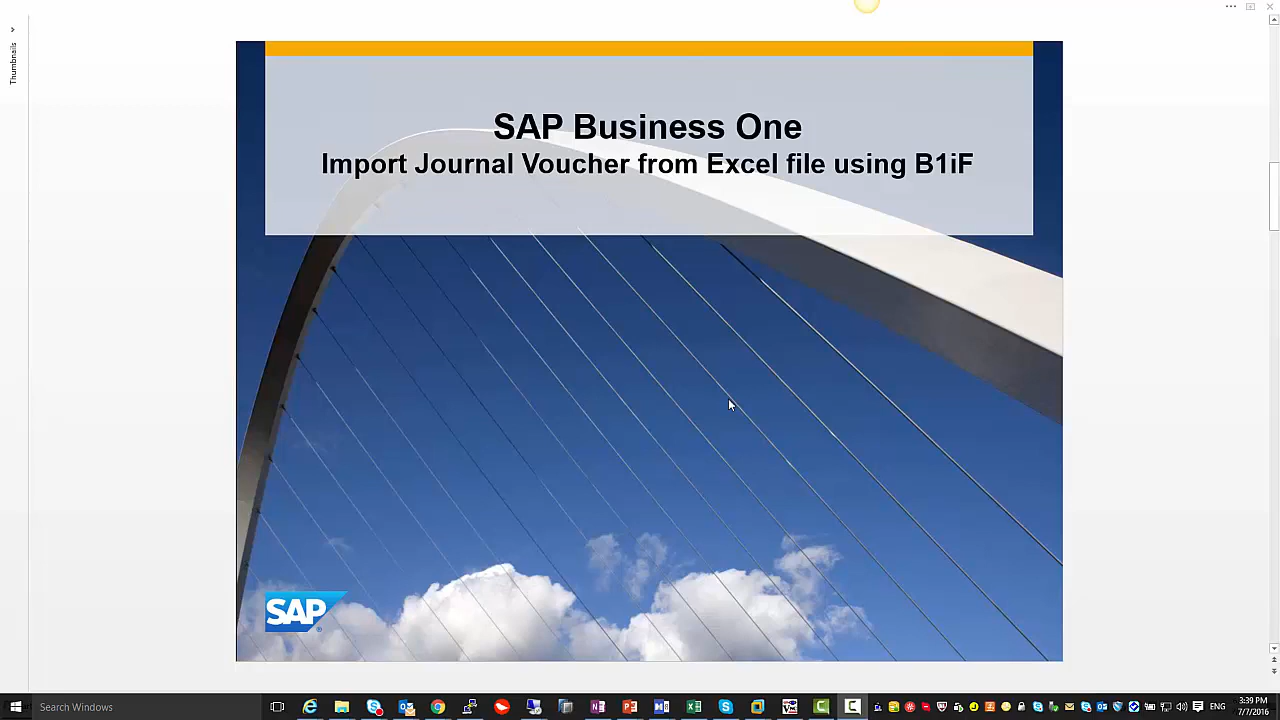 Thumbnails
SAP Business One
Import Journal Voucher from Excel file using B1iF
SAP
Search Windows
ENG
3:39 PM
7/7/2016